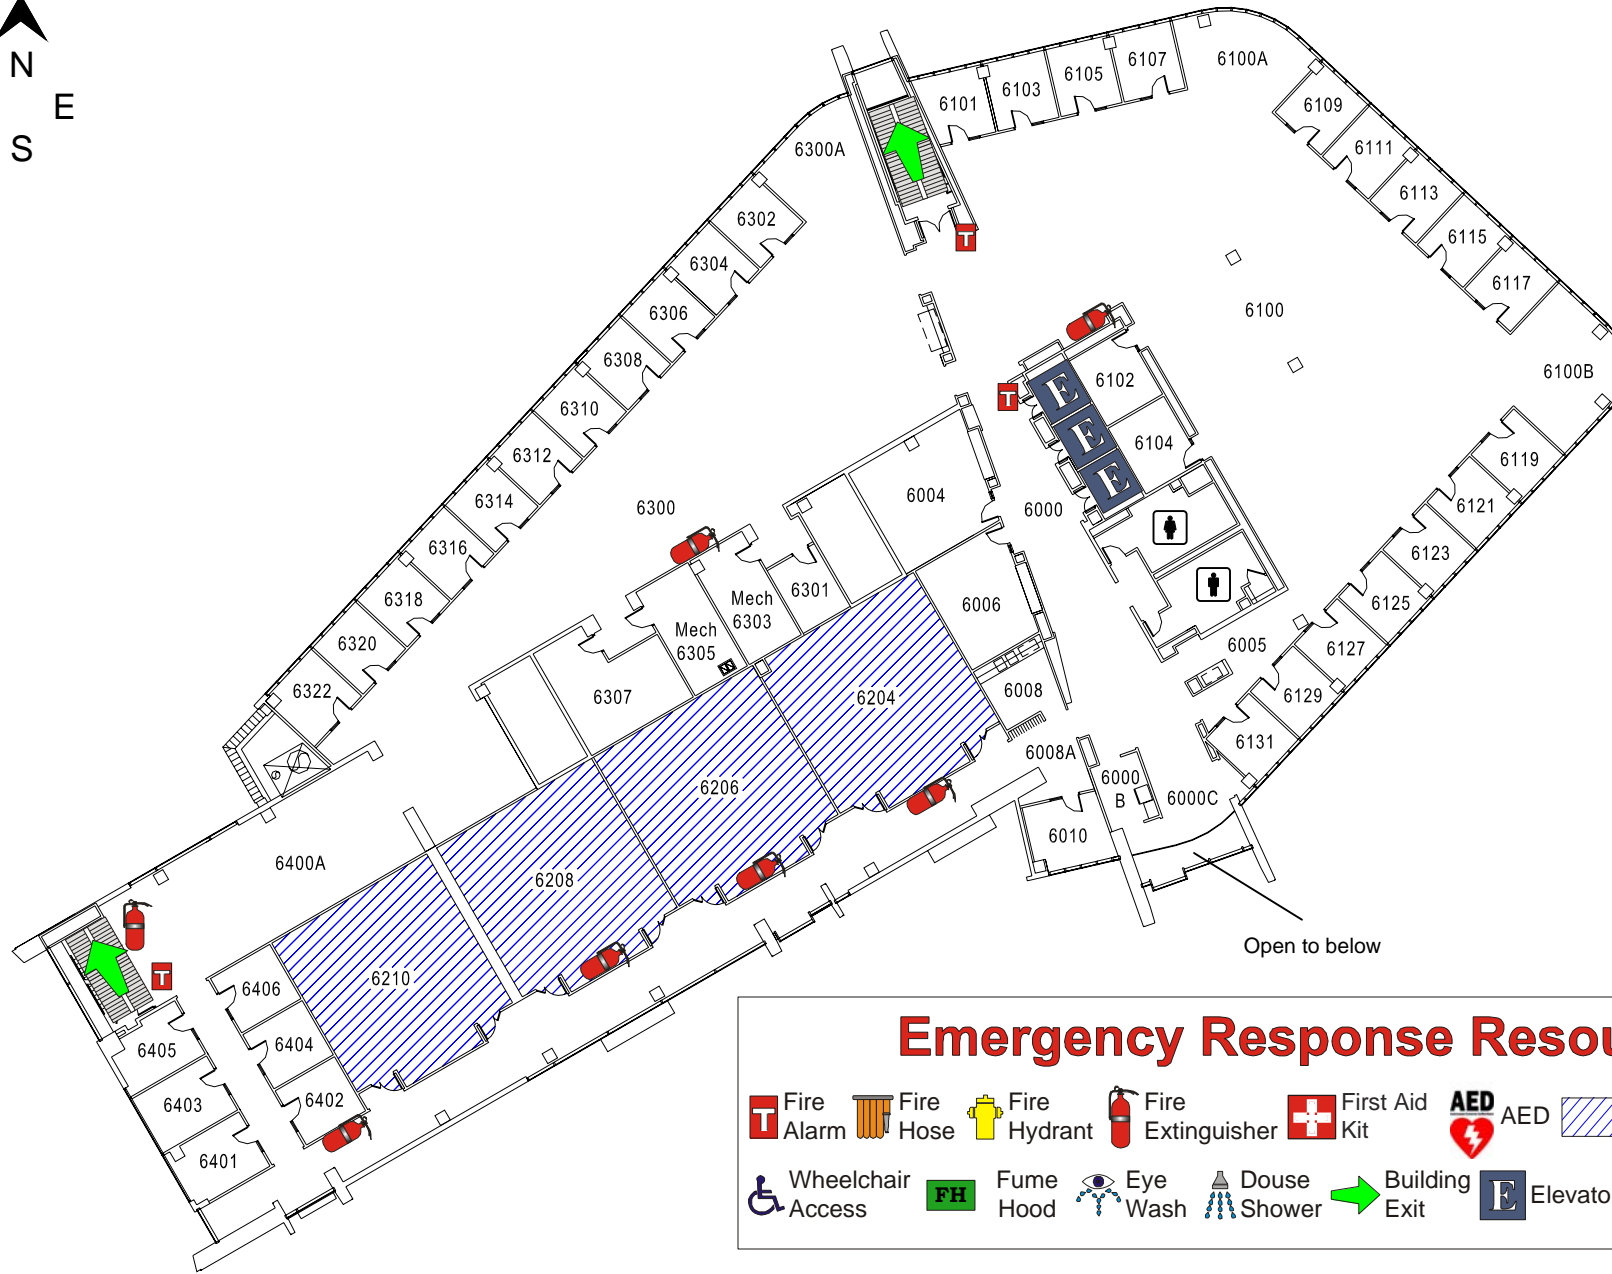 N
E
S
6107
6100A
6105
6103
6101
6109
6300A
6111
6113
6302
6115
6304
6117
6306
6100
6308
6102
6100B
6310
6104
6312
6119
6314
6004
6121
6300
6000
6316
6123
6318
Mech
6303
6301
6006
6125
6320
Mech
6305
6005
6127
6322
6307
6204
6008
6129
6131
6008A
6206
6000
B
6000C
6010
6400A
6208
Open to below
6210
6406
6405
6404
6403
6402
6401
E
E
E
T
T
T
Emergency Response Resou
T
Fire
Alarm
Fire
Hose
Fire
Hydrant
Fire
Extinguisher
First Aid
Kit
AED
AED
Wheelchair
Access
FH
Fume
Hood
Eye
Wash
Douse
Shower
Building
Exit
E
Elevato